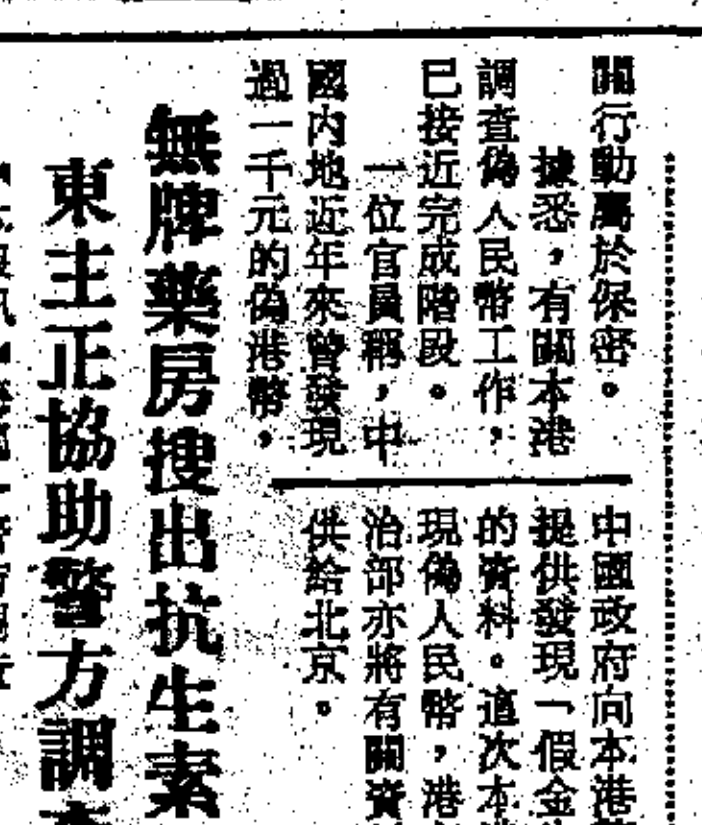 開行動屬於保密。
據悉，有關本港
調查偽人民幣工作，
已接近完成階段。
一位官員稱，中
國內地近年來曾發現
過一千元的偽港幣，
中國政府向本港
提供發現「假金
的資料。這次本
現偽人民幣，港
治部亦將有關資
供給北京。
無牌藥房搜出抗生素
東主正協助警方調